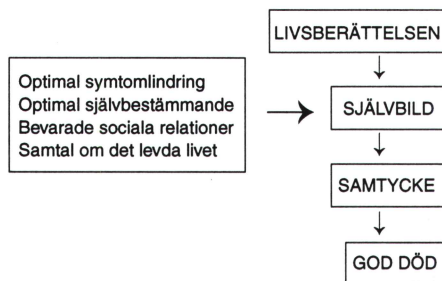 LIVSBERÄTTELSEN
Optimal symtomlindring
Optimal självbestämmande
Bevarade sociala relationer
Samtal om det levda livet
SJÄLVBILD
SAMTYCKE
GOD DÖD